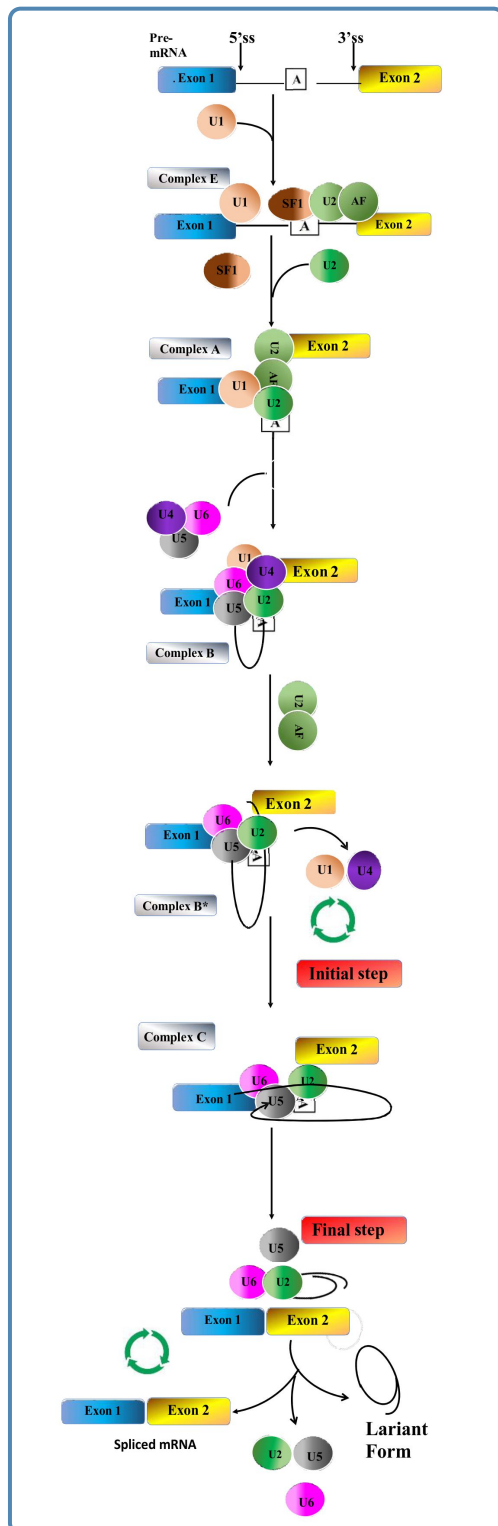 Pre-
mRNA
5'ss
3'ss
. Exon 1
A
Exon 2
U1
Complex E
U1
SF1
U2
AF
Exon 1
A
Exon 2
SF1
U2
Complex A
U2
Exon 2
AF
Exon 1
U1
U2
A
U4
U6
U5
U1
U4
Exon 2
U6
Exon 1
U5
U2
A
Complex B
U2
AF
Exon 2
U6
Exon 1
U2
U5
A
U1
U4
Complex B*
Initial step
Complex C
Exon 2
U6
U2
Exon 1
U5
A
Final step
U5
U6
U2
Exon 1
Exon 2
Exon 1
Exon 2
Spliced mRNA
Lariant
Form
U2
U5
U6